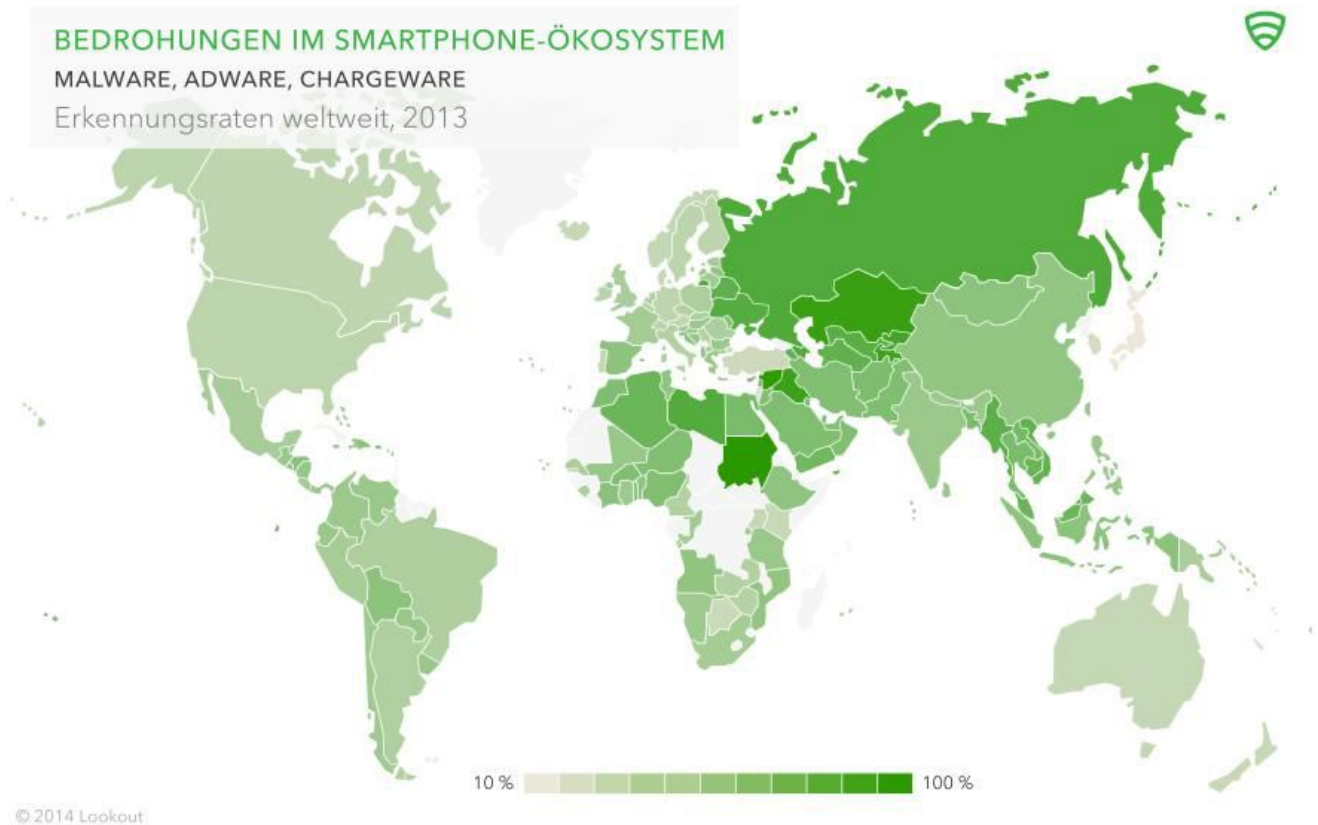 BEDROHUNGEN IM SMARTPHONE-ÖKOSYSTEM
MALWARE, ADWARE, CHARGEWARE
Erkennungsraten weltweit, 2013
10 %
100 %
© 2014 Lookout